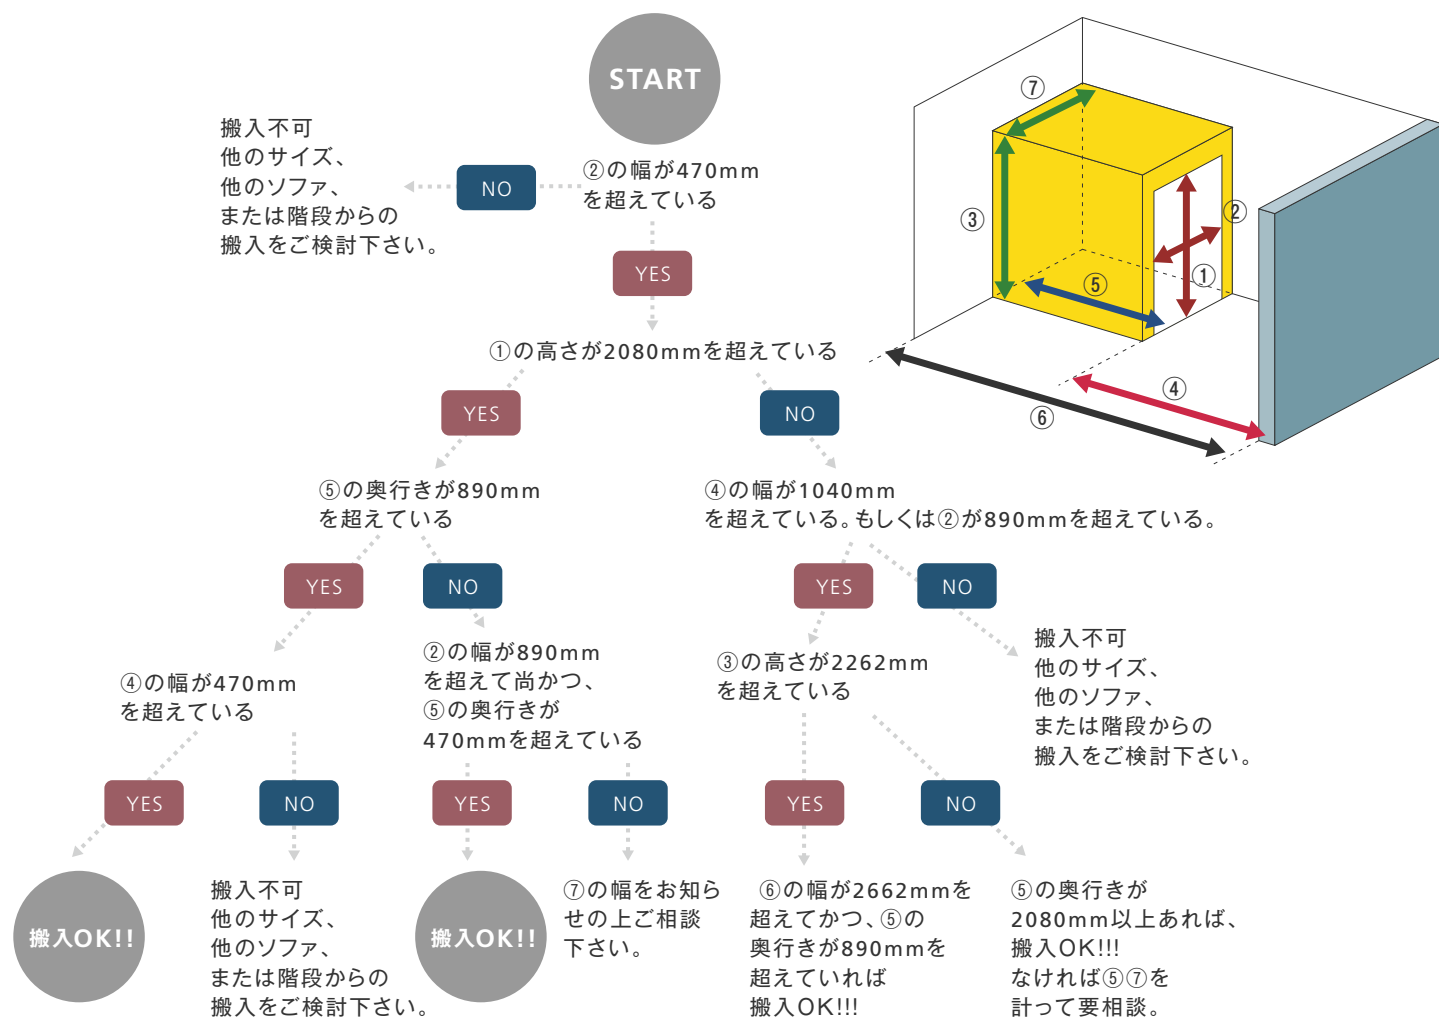 START
②の幅が470mm
を超えている
NO
搬入不可
他のサイズ、
他のソファ、
または階段からの
搬入をご検討下さい。
YES
①の高さが2080mmを超えている
YES
NO
⑤の奥行きが890mm
を超えている
④の幅が1040mm
を超えている。もしくは②が890mmを超えている。
YES
NO
YES
NO
④の幅が470mm
を超えている
②の幅が890mm
を超えて尚かつ、
⑤の奥行きが
470mmを超えている
③の高さが2262mm
を超えている
搬入不可
他のサイズ、
他のソファ、
または階段からの
搬入をご検討下さい。
YES
NO
YES
NO
YES
NO
搬入OK!!
搬入不可
他のサイズ、
他のソファ、
または階段からの
搬入をご検討下さい。
搬入OK!!
⑦の幅をお知ら
せの上ご相談
下さい。
⑥の幅が2662mmを
超えてかつ、⑤の
奥行きが890mmを
超えていれば
搬入OK!!!
⑤の奥行きが
2080mm以上あれば、
搬入OK!!!
なければ⑤⑦を
計って要相談。
⑦
③
②
①
⑤
④
⑥